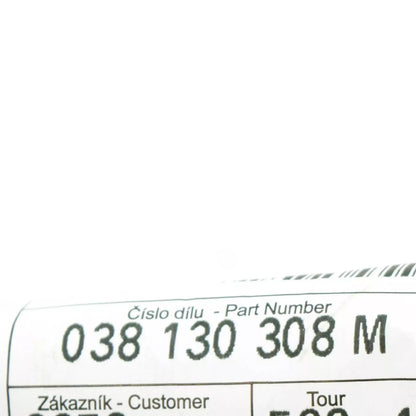 Číslo dílu - Part Number
038 130 308 M
Zákazník - Customer
Tour